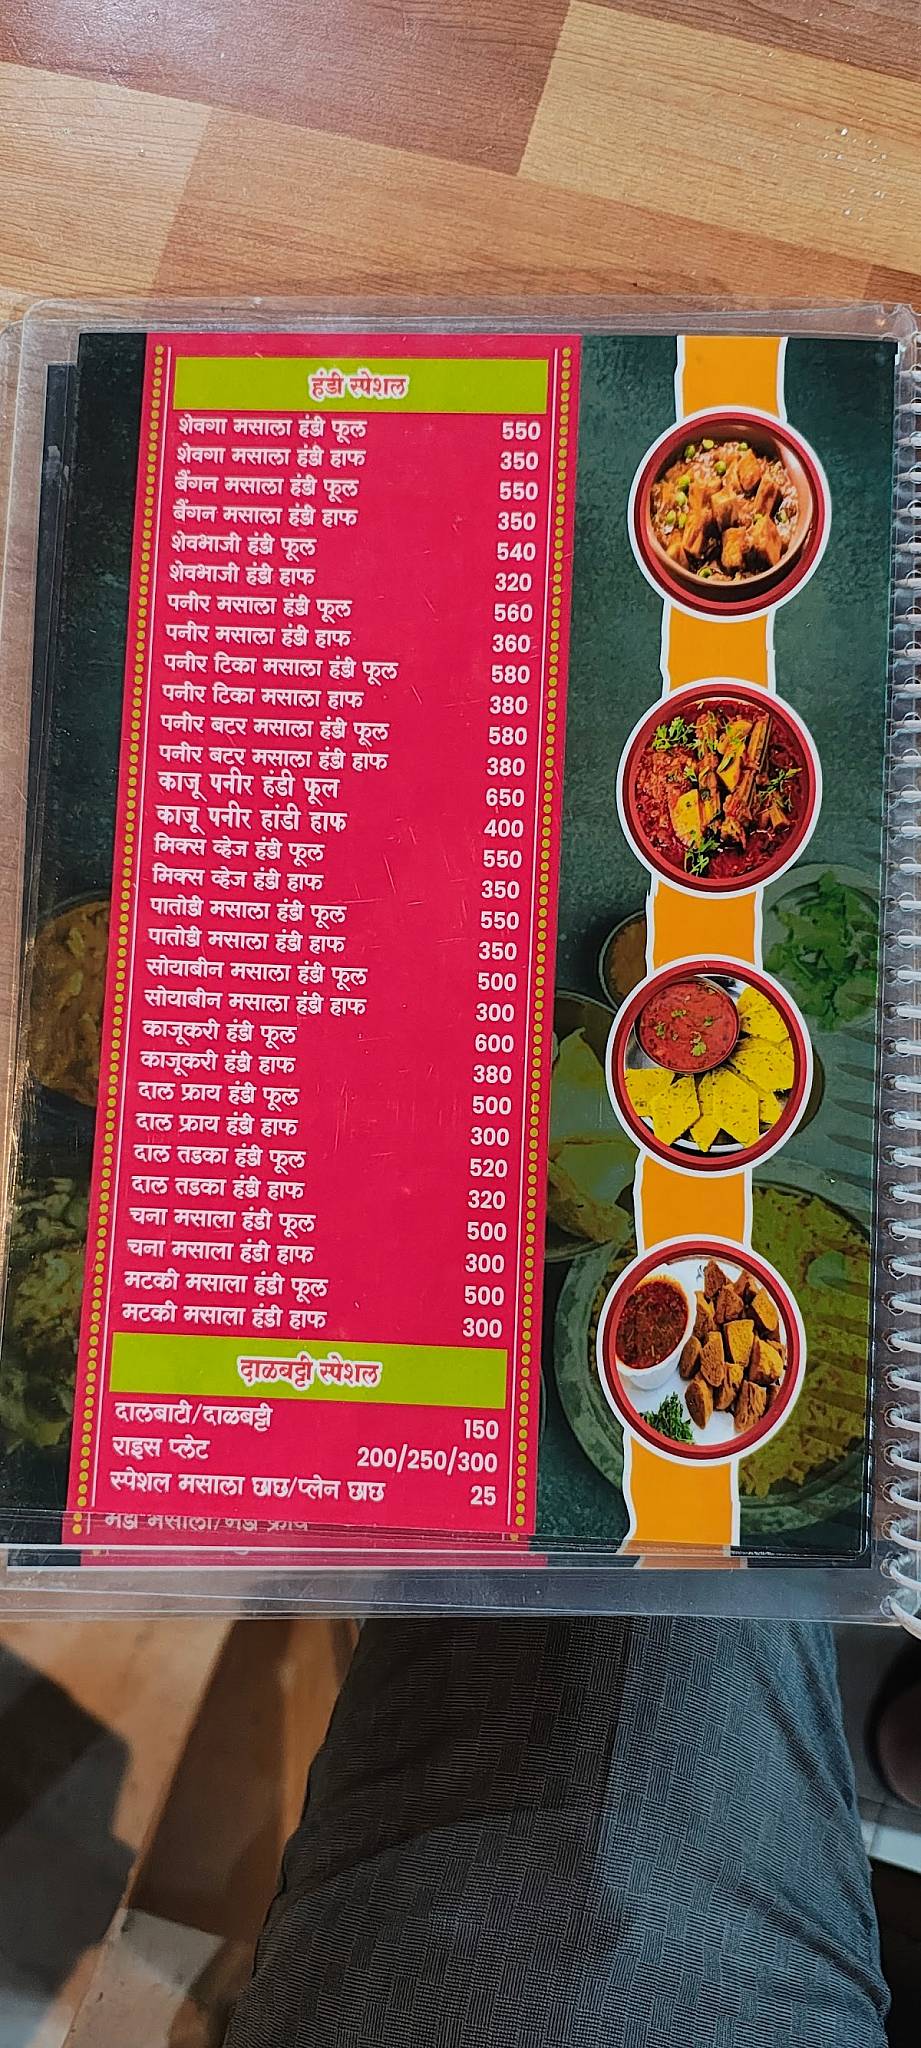 हंडी स्पेशल
शेवगा मसाला हंडी फूल 550
शेवगा मसाला हंडी हाफ 350
बैंगन मसाला हंडी फूल 550
बैंगन मसाला हंडी हाफ 350
शेवभाजी हंडी फूल 540
शेवभाजी हंडी हाफ 320
पनीर मसाला हंडी फूल 560
पनीर मसाला हंडी हाफ 360
पनीर टिका मसाला हंडी फूल 580
पनीर टिका मसाला हाफ 380
पनीर बटर मसाला हंडी फूल 580
पनीर बटर मसाला हंडी हाफ 380
काजू पनीर हंडी फूल 650
काजू पनीर हांडी हाफ 400
मिक्स व्हेज हंडी फूल 550
मिक्स व्हेज हंडी हाफ 350
पातोडी मसाला हंडी फूल 550
पातोडी मसाला हंडी हाफ 350
सोयाबीन मसाला हंडी फूल 500
सोयाबीन मसाला हंडी हाफ 300
काजूकरी हंडी फूल 600
काजूकरी हंडी हाफ 380
दाल फ्राय हंडी फूल 500
दाल फ्राय हंडी हाफ 300
दाल तडका हंडी फूल 520
दाल तडका हंडी हाफ 320
चना मसाला हंडी फूल 500
चना मसाला हंडी हाफ 300
मटकी मसाला हंडी फूल 500
मटकी मसाला हंडी हाफ 300
दाळबट्टी स्पेशल
दालबाटी/दाळबट्टी 150
राइस प्लेट 200/250/300
स्पेशल मसाला छाछ/प्लेन छाछ 25